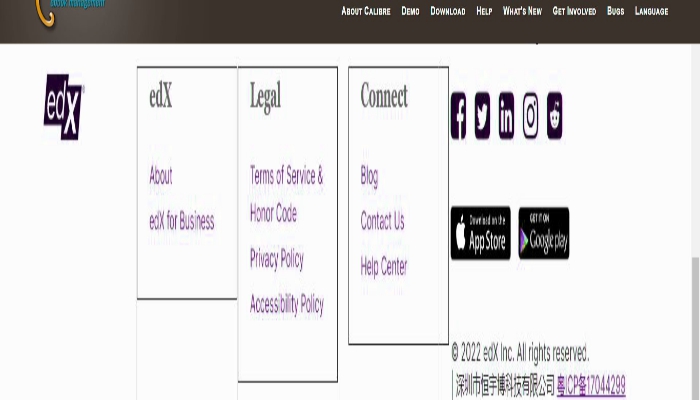 ebook management
About Calibre Demo Download Help What's New Get Involved Bugs Language
edX
edX
About
edX for Business
Legal
Terms of Service &
Honor Code
Privacy Policy
Accessibility Policy
Connect
Blog
Contact Us
Help Center
Download on the
App Store
GET IT ON
Google play
© 2022 edX Inc. All rights reserved.
| 深圳市恒宇博科技有限公司 粤ICP备17044299